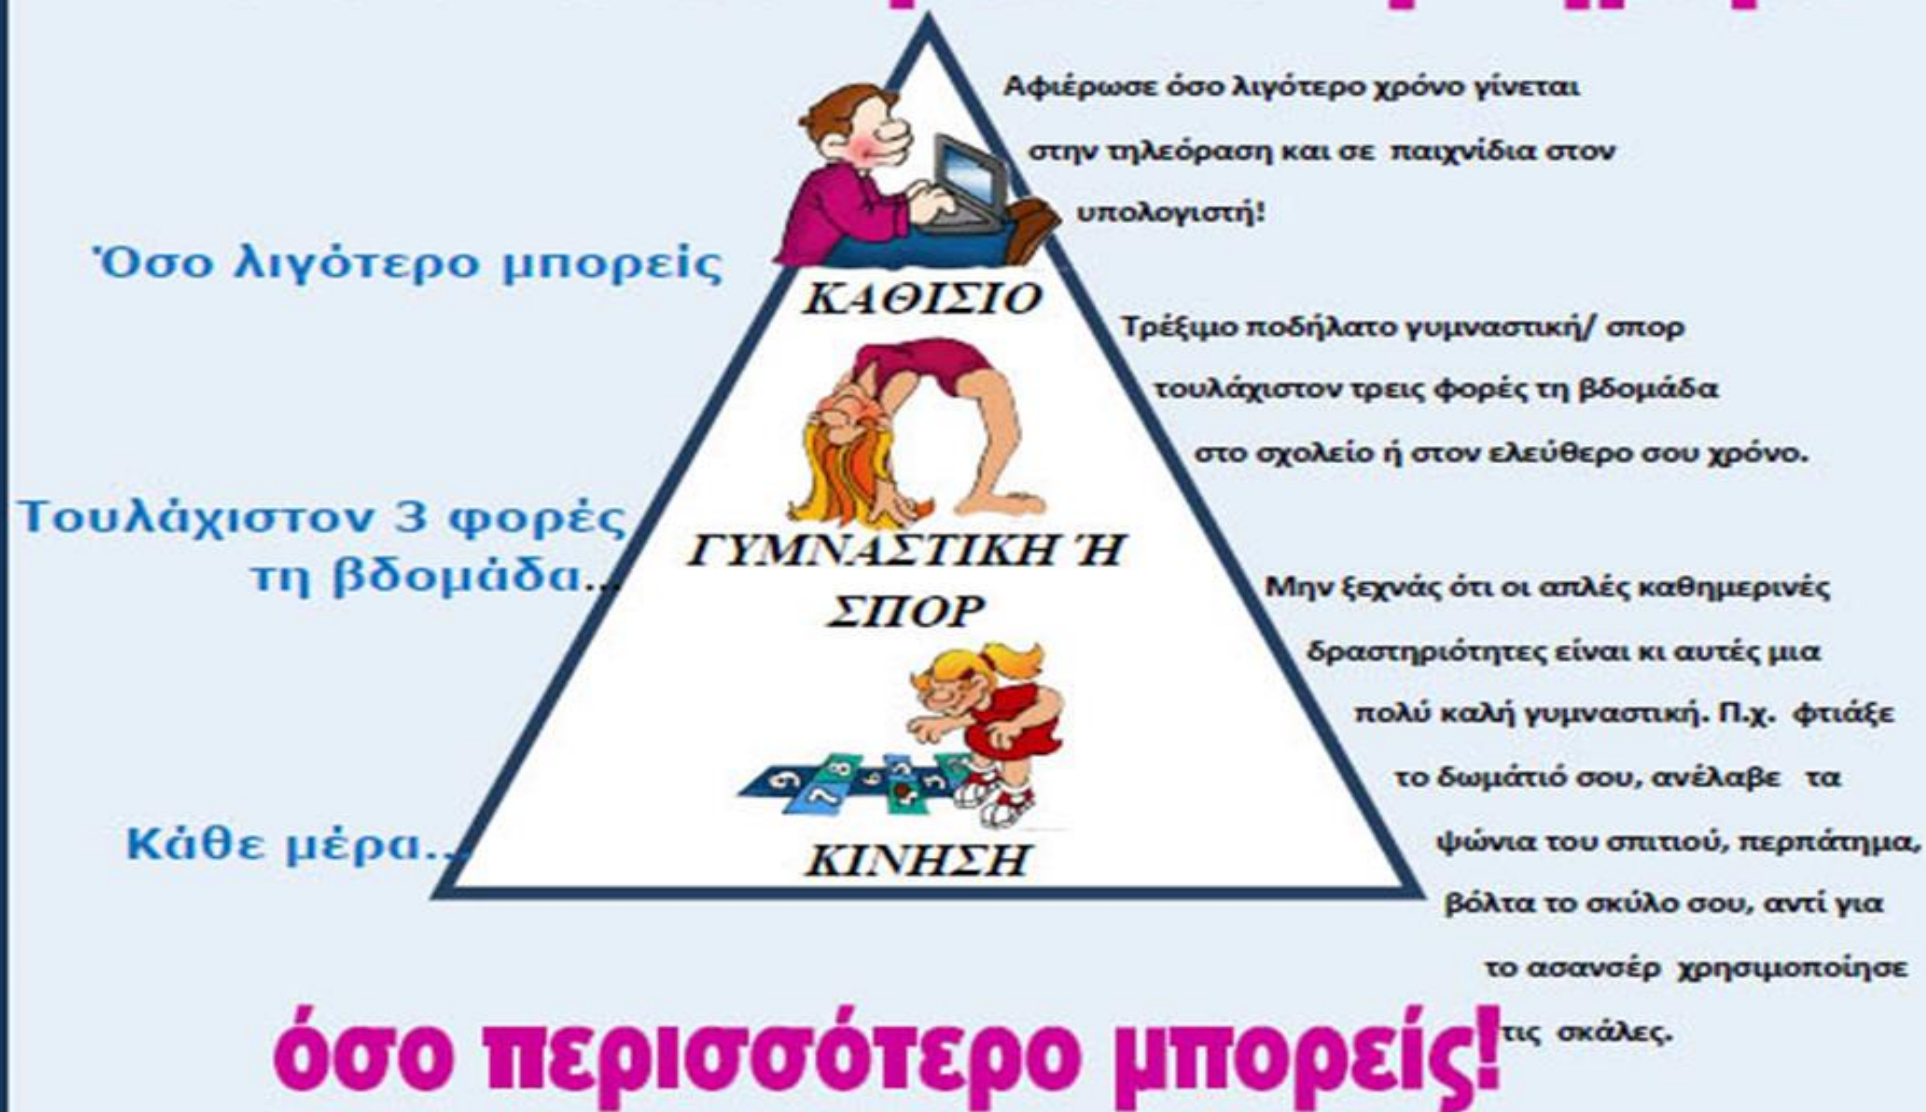 Αφιέρωσε όσο λιγότερο χρόνο γίνεται
στην τηλεόραση και σε παιχνίδια στον
υπολογιστή!
Όσο λιγότερο μπορείς
ΚΑΘΙΣΙΟ
Τρέξιμο ποδήλατο γυμναστική/ σπορ
τουλάχιστον τρεις φορές τη βδομάδα
στο σχολείο ή στον ελεύθερο σου χρόνο.
Τουλάχιστον 3 φορές
τη βδομάδα...
ΓΥΜΝΑΣΤΙΚΗ Ή
ΣΠΟΡ
Μην ξεχνάς ότι οι απλές καθημερινές
δραστηριότητες είναι κι αυτές μια
πολύ καλή γυμναστική. Π.χ. φτιάξε
το δωμάτιό σου, ανέλαβε τα
ψώνια του σπιτιού, περπάτημα,
βόλτα το σκύλο σου, αντί για
το ασανσέρ χρησιμοποίησε
τις σκάλες.
Κάθε μέρα...
ΚΙΝΗΣΗ
όσο περισσότερο μπορείς!